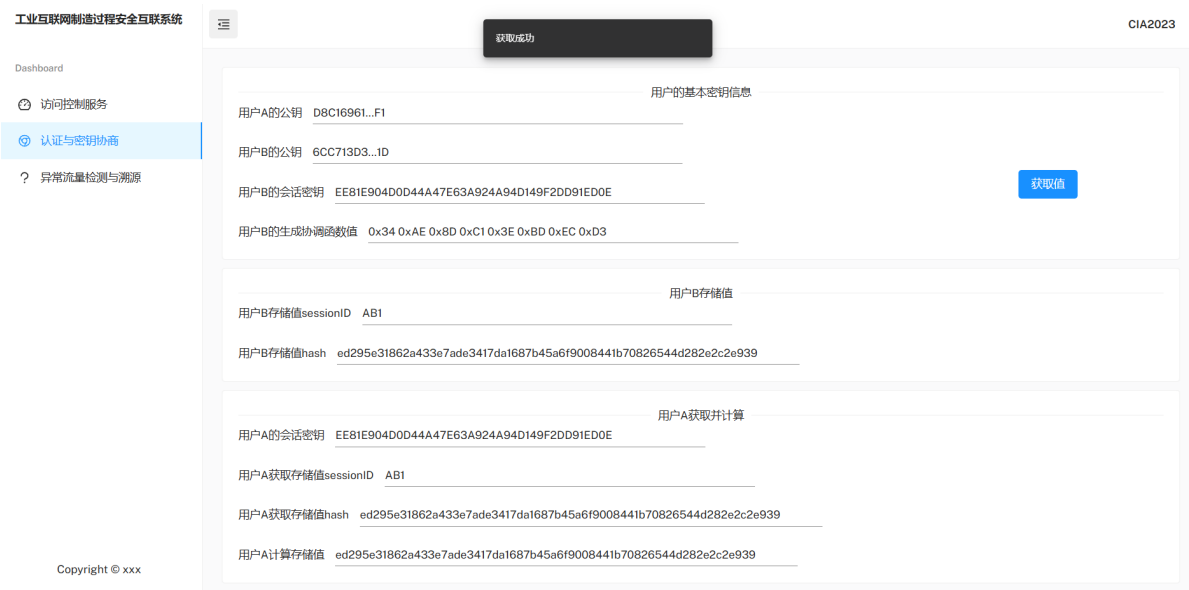 工业互联网制造过程安全互联系统
获取成功
CIA2023
Dashboard
访问控制服务
认证与密钥协商
异常流量检测与溯源
用户的基本密钥信息
用户A的公钥 D8C16961...F1
用户B的公钥 6CC713D3...1D
用户B的会话密钥 EE81E904D0D44A47E63A924A94D149F2DD91ED0E
获取值
用户B的生成协调函数值 0x34 0xAE 0x8D 0xC1 0x3E 0xBD 0xEC 0xD3
用户B存储值
用户B存储值sessionID AB1
用户B存储值hash ed295e31862a433e7ade3417da1687b45a6f9008441b70826544d282e2c2e939
用户A获取并计算
用户A的会话密钥 EE81E904D0D44A47E63A924A94D149F2DD91ED0E
用户A获取存储值sessionID AB1
用户A获取存储值hash ed295e31862a433e7ade3417da1687b45a6f9008441b70826544d282e2c2e939
用户A计算存储值 ed295e31862a433e7ade3417da1687b45a6f9008441b70826544d282e2c2e939
Copyright © xxx